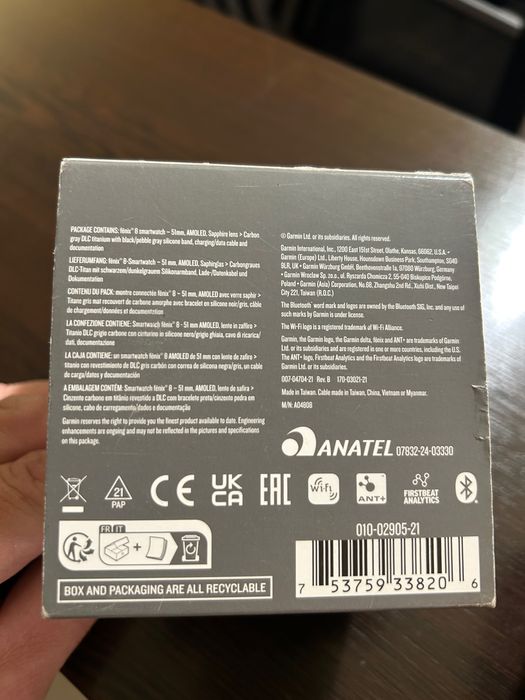 PACKAGE CONTAINS: fēnix® 8 smartwatch – 51mm, AMOLED, Sapphire lens > Carbon
gray DLC titanium with black/pebble gray silicone band, charging/data cable and
documentation
LIEFERUMFANG: fēnix® 8-Smartwatch – 51 mm, AMOLED, Saphirglas > Carbongraues
DLC-Titan mit schwarzem/dunkelgrauem Silikonarmband, Lade-/Datenkabel und
Dokumentation
CONTENU DU PACK: montre connectée fēnix® 8 – 51 mm, AMOLED avec verre saphir >
Titane gris mat recouvert de carbone amorphe avec bracelet en silicone noir/gris, câble
de chargement/données et documentation
LA CONFEZIONE CONTIENE: Smartwatch fēnix® 8 – 51 mm, AMOLED, lente in zaffiro >
Titanio DLC grigio carbone con cinturino in silicone nero/grigio ghiaia, cavo di ricarica/
dati, documentazione
LA CAJA CONTIENE: un smartwatch fēnix® 8 AMOLED de 51 mm con lente de zafiro >
titanio con revestimiento de DLC gris carbón con correa de silicona negra/gris, cable
de carga/datos y documentación
A EMBALAGEM CONTÉM: Smartwatch fēnix® 8 – 51 mm, AMOLED, lente de safira >
Cinzento carbono em titânio revestido a DLC com bracelete preta/cinzento pedra em
silicone, cabo de carregamento/dados e documentação
Garmin reserves the right to provide you the finest product available to date. Engineering
enhancements are ongoing and may not be reflected in the pictures and specifications
on this package.
© Garmin Ltd. or its subsidiaries. All rights reserved.
Garmin International, Inc., 1200 East 151st Street, Olathe, Kansas, 66062, U.S.A. •
Garmin (Europe) Ltd., Liberty House, Hounsdown Business Park, Southampton, SO40
9LR, UK • Garmin Würzburg GmbH, Beethovenstraße 1a, 97080 Würzburg, Germany
• Garmin Wroclaw Sp. z o.o., ul. Ryszarda Chomicza 2, 55-040 Biskupice Podgórne,
Poland • Garmin (Asia) Corporation, No.68, Zhangshu 2nd Rd., Xizhi Dist., New Taipei
City 221, Taiwan (R.O.C.)
The Bluetooth® word mark and logos are owned by the Bluetooth SIG, Inc. and any use of
such marks by Garmin is under license.
The Wi-Fi logo is a registered trademark of Wi-Fi Alliance.
Garmin, the Garmin logo, the Garmin delta, fēnix and ANT+ are trademarks of Garmin
Ltd. or its subsidiaries and are registered in one or more countries, including the U.S.
The ANT+ logo, Firstbeat Analytics and the Firstbeat Analytics logo are trademarks of
Garmin Ltd. or its subsidiaries.
007-04704-21 Rev. B 170-03021-21
Made in Taiwan. Cable made in Taiwan, China, Vietnam or Myanmar.
M/N: A04808
ANATEL 07832-24-03330
21
PAP
CE
UK
CA
EAC
Wi-Fi
ANT+
FIRSTBEAT
ANALYTICS
FR IT
BOX AND PACKAGING ARE ALL RECYCLABLE
010-02905-21
7 53759 33820 6